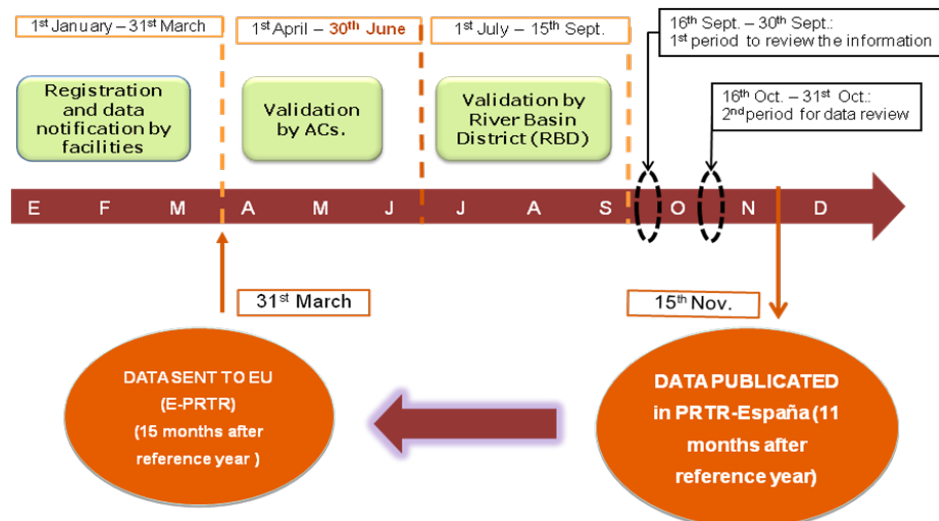 1st January – 31st March
1st April – 30th June
1st July – 15th Sept.
16th Sept. – 30th Sept.:
1st period to review the information
16th Oct. – 31st Oct.:
2nd period for data review
Registration
and data
notification by
facilities
Validation
by ACs.
Validation by
River Basin
District (RBD)
E F M A M J J A S O N D
31st March
15th Nov.
DATA SENT TO EU
(E-PRTR)
(15 months after
reference year )
DATA PUBLICATED
in PRTR-España (11
months after
reference year)